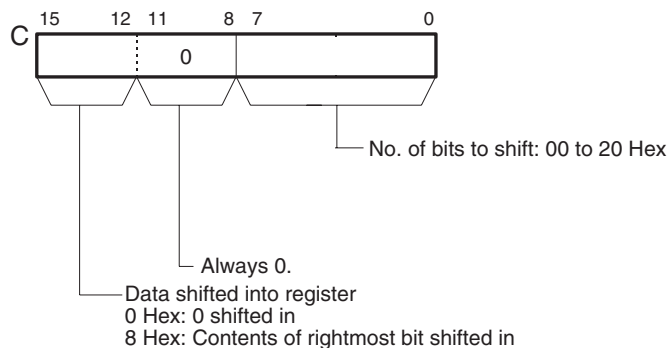 15 12 11 8 7 0
C
0
No. of bits to shift: 00 to 20 Hex
Always 0.
Data shifted into register
0 Hex: 0 shifted in
8 Hex: Contents of rightmost bit shifted in